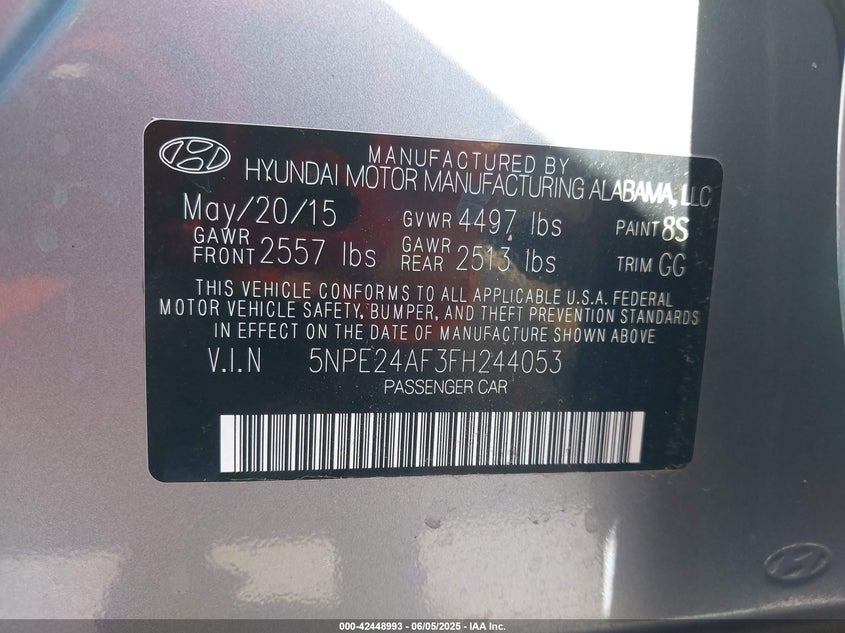 MANUFACTURED BY
HYUNDAI MOTOR MANUFACTURING ALABAMA, LLC
May/20/15 GVWR 4497 lbs PAINT 8S
GAWR FRONT 2557 lbs GAWR REAR 2513 lbs TRIM GG
THIS VEHICLE CONFORMS TO ALL APPLICABLE U.S.A. FEDERAL
MOTOR VEHICLE SAFETY, BUMPER, AND THEFT PREVENTION STANDARDS
IN EFFECT ON THE DATE OF MANUFACTURE SHOWN ABOVE
V.I.N 5NPE24AF3FH244053
PASSENGER CAR
000-42448993 - 06/05/2025 - IAA Inc.